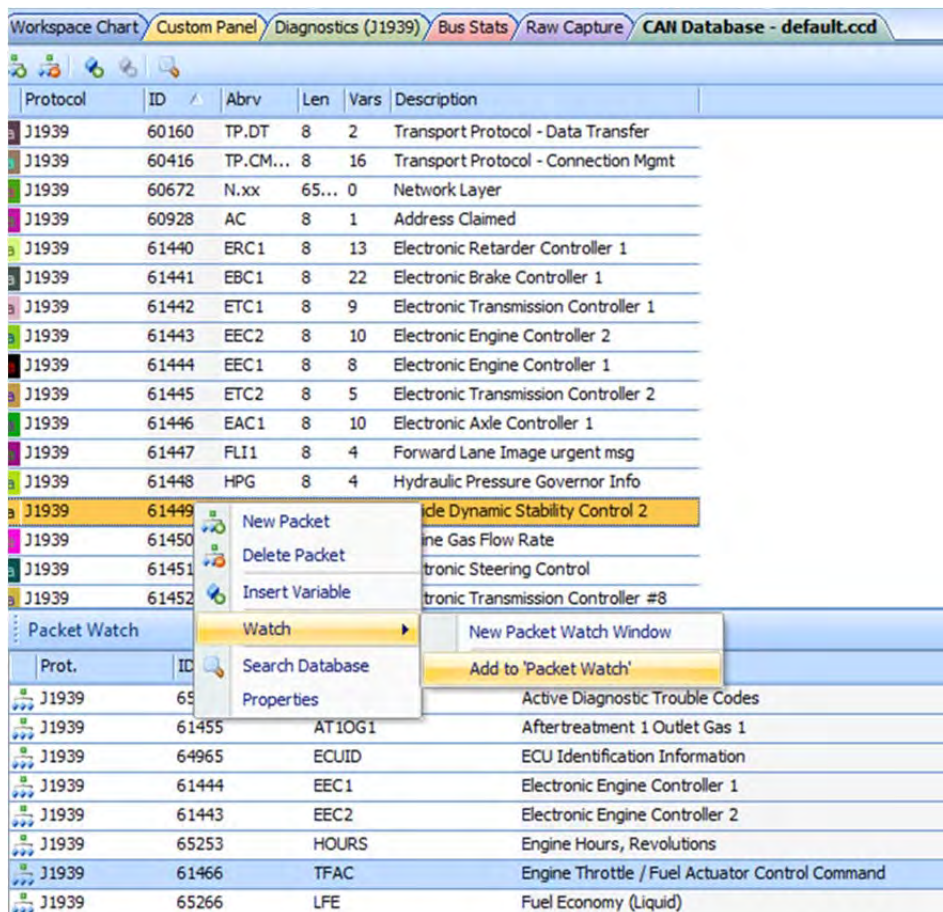 Workspace Chart Custom Panel Diagnostics (J1939) Bus Stats Raw Capture CAN Database - default.ccd
Protocol ID Abrv Len Vars Description
J1939 60160 TP.DT 8 2 Transport Protocol - Data Transfer
J1939 60416 TP.CM... 8 16 Transport Protocol - Connection Mgmt
J1939 60672 N.xx 65... 0 Network Layer
J1939 60928 AC 8 1 Address Claimed
J1939 61440 ERC1 8 13 Electronic Retarder Controller 1
J1939 61441 EBC1 8 22 Electronic Brake Controller 1
J1939 61442 ETC1 8 9 Electronic Transmission Controller 1
J1939 61443 EEC2 8 10 Electronic Engine Controller 2
J1939 61444 EEC1 8 8 Electronic Engine Controller 1
J1939 61445 ETC2 8 5 Electronic Transmission Controller 2
J1939 61446 EAC1 8 10 Electronic Axle Controller 1
J1939 61447 FLI1 8 4 Forward Lane Image urgent msg
J1939 61448 HPG 8 4 Hydraulic Pressure Governor Info
J1939 61449 icle Dynamic Stability Control 2
J1939 61450 ine Gas Flow Rate
J1939 61451 tronic Steering Control
J1939 61452 tronic Transmission Controller #8
New Packet
Delete Packet
Insert Variable
Watch
Search Database
Properties
New Packet Watch Window
Add to 'Packet Watch'
Packet Watch
Prot. ID
J1939 65 Active Diagnostic Trouble Codes
J1939 61455 AT1OG1 Aftertreatment 1 Outlet Gas 1
J1939 64965 ECUID ECU Identification Information
J1939 61444 EEC1 Electronic Engine Controller 1
J1939 61443 EEC2 Electronic Engine Controller 2
J1939 65253 HOURS Engine Hours, Revolutions
J1939 61466 TFAC Engine Throttle / Fuel Actuator Control Command
J1939 65266 LFE Fuel Economy (Liquid)